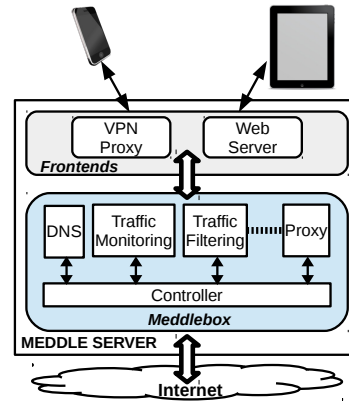 VPN
Proxy
Web
Server
Frontends
DNS
Traffic
Monitoring
Traffic
Filtering
Proxy
Controller
Meddlebox
MEDDLE SERVER
Internet